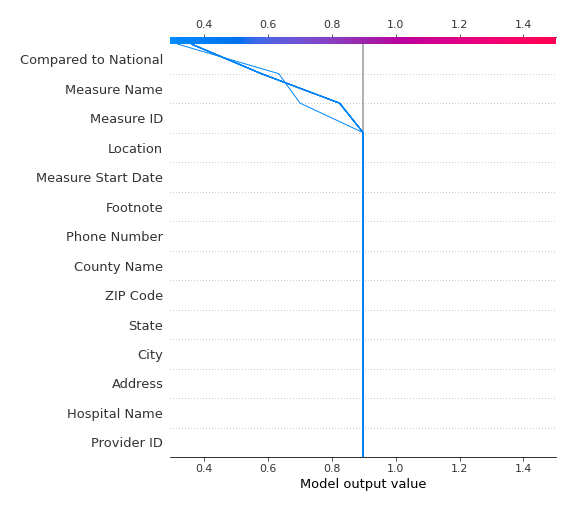 0.4 0.6 0.8 1.0 1.2 1.4
Compared to National
Measure Name
Measure ID
Location
Measure Start Date
Footnote
Phone Number
County Name
ZIP Code
State
City
Address
Hospital Name
Provider ID
0.4 0.6 0.8 1.0 1.2 1.4
Model output value